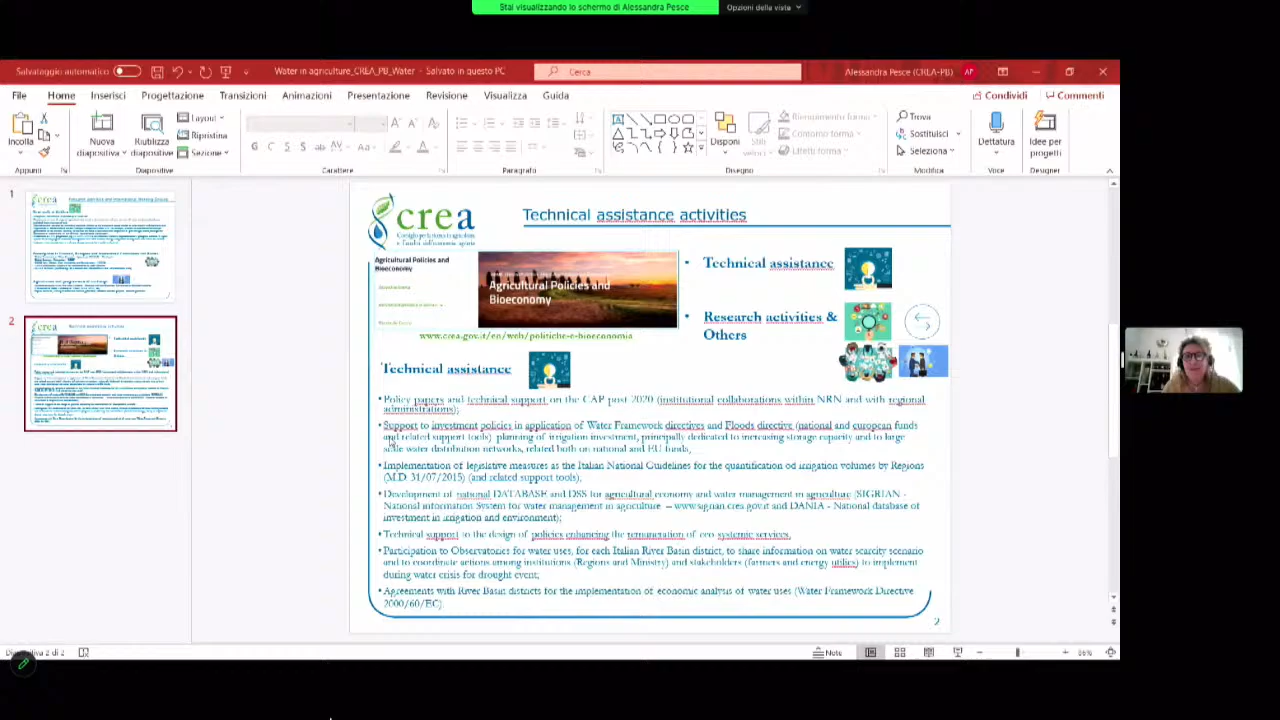 Stai visualizzando lo schermo di Alessandra Pesce
Opzioni della vista
Salvataggio automatico
Water in agriculture_CREA_PB_Water - Salvato in questo PC
Cerca
Alessandra Pesce (CREA-PB)
AP
File Home Inserisci Progettazione Transizioni Animazioni Presentazione Revisione Visualizza Guida
Condividi
Commenti
Incolla
Nuova diapositiva
Riutilizza diapositive
Layout
Ripristina
Sezione
Disponi
Stili
Riempimento forma
Contorno forma
Effetti forma
Trova
Sostituisci
Seleziona
Dettatura
Idee per progetti
Appunti
Diapositive
Carattere
Paragrafo
Disegno
Modifica
Voce
Designer
1
2
crea
Technical assistance activities
Agricultural Policies and Bioeconomy
Agricultural Policies and
Bioeconomy
www.crea.gov.it/en/web/politiche-e-bioeconomia
• Technical assistance
• Research activities &
Others
Technical assistance
• Policy papers and technical support on the CAP post 2020 (institutional collaborations within NRN and with regional
administrations);
• Support to investment policies in application of Water Framework directives and Floods directive (national and european funds
and related support tools) planning of irrigation investment, principally dedicated to increasing storage capacity and to large
scale water distribution networks, related both on national and EU funds,
• Implementation of legislative measures as the Italian National Guidelines for the quantification od irrigation volumes by Regions
(M.D. 31/07/2015) (and related support tools),
• Development of national DATABASE and DSS for agricultural economy and water management in agriculture (SIGRIAN -
National information System for water management in agriculture – www.sigrian.crea.gov.it and DANIA - National database of
investment in irrigation and environment);
• Technical support to the design of policies enhancing the remuneration of eco systemic services,
• Participation to Observatories for water uses, for each Italian River Basin district, to share information on water scarcity scenario
and to coordinate actions among institutions (Regions and Ministry) and stakeholders (farmers and energy utilies) to implement
during water crisis for drought event;
• Agreements with River Basin districts for the implementation of economic analysis of water uses (Water Framework Directive
2000/60/EC).
2
Diapositiva 2 di 2
Note